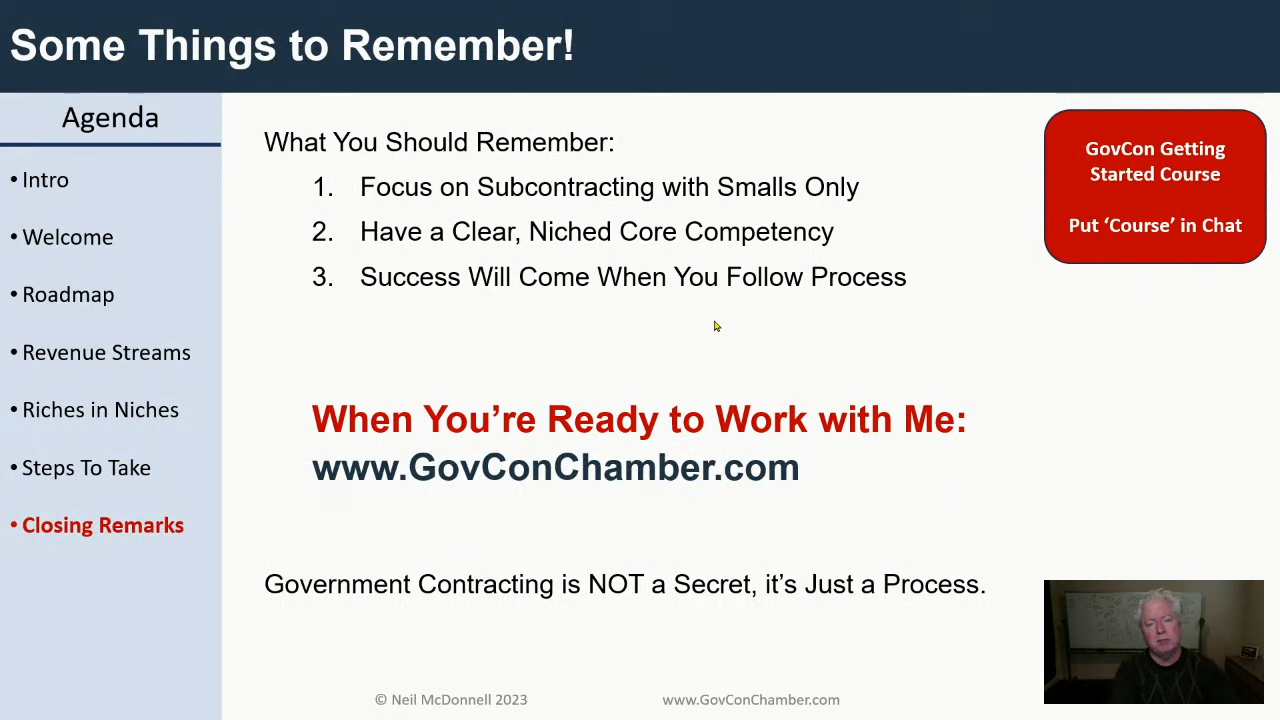 Some Things to Remember!
Agenda
• Intro
• Welcome
• Roadmap
• Revenue Streams
• Riches in Niches
• Steps To Take
• Closing Remarks
What You Should Remember:
1. Focus on Subcontracting with Smalls Only
2. Have a Clear, Niched Core Competency
3. Success Will Come When You Follow Process
When You’re Ready to Work with Me:
www.GovConChamber.com
Government Contracting is NOT a Secret, it’s Just a Process.
GovCon Getting
Started Course
Put ‘Course’ in Chat
© Neil McDonnell 2023
www.GovConChamber.com